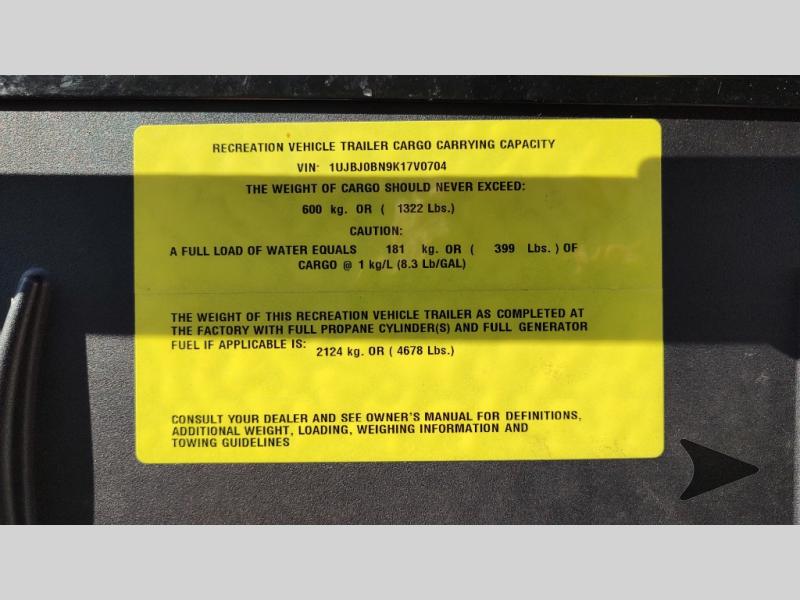 RECREATION VEHICLE TRAILER CARGO CARRYING CAPACITY
VIN: 1UJBJ0BN9K17V0704
THE WEIGHT OF CARGO SHOULD NEVER EXCEED:
600 kg. OR ( 1322 Lbs.)
CAUTION:
A FULL LOAD OF WATER EQUALS 181 kg. OR ( 399 Lbs. ) OF
CARGO @ 1 kg/L (8.3 Lb/GAL)
THE WEIGHT OF THIS RECREATION VEHICLE TRAILER AS COMPLETED AT
THE FACTORY WITH FULL PROPANE CYLINDER(S) AND FULL GENERATOR
FUEL IF APPLICABLE IS: 2124 kg. OR ( 4678 Lbs.)
CONSULT YOUR DEALER AND SEE OWNER'S MANUAL FOR DEFINITIONS,
ADDITIONAL WEIGHT, LOADING, WEIGHING INFORMATION AND
TOWING GUIDELINES